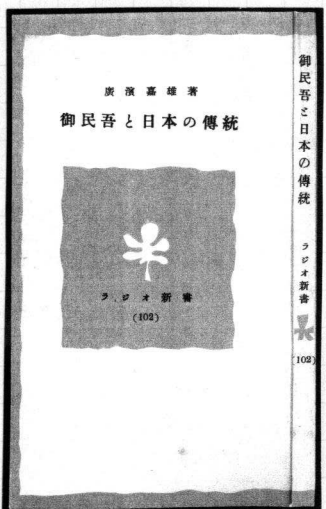 廣濱嘉雄著
御民吾と日本の傳統
ラジオ新書
(102)
御民吾と日本の傳統
ラジオ新書
(102)